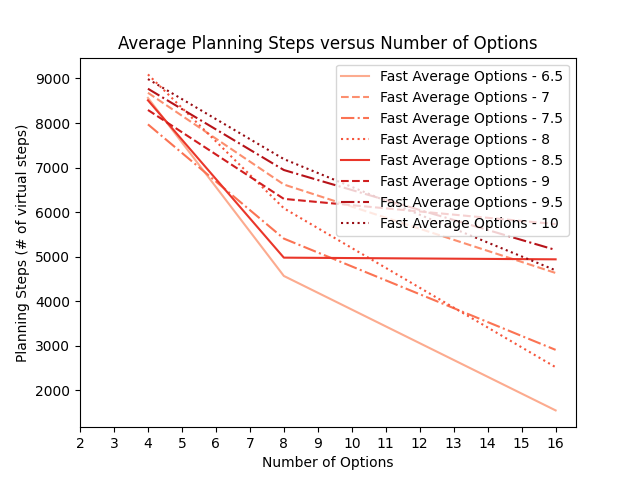 Average Planning Steps versus Number of Options
Planning Steps (# of virtual steps)
9000
8000
7000
6000
5000
4000
3000
2000
Fast Average Options - 6.5
Fast Average Options - 7
Fast Average Options - 7.5
Fast Average Options - 8
Fast Average Options - 8.5
Fast Average Options - 9
Fast Average Options - 9.5
Fast Average Options - 10
2 3 4 5 6 7 8 9 10 11 12 13 14 15 16
Number of Options